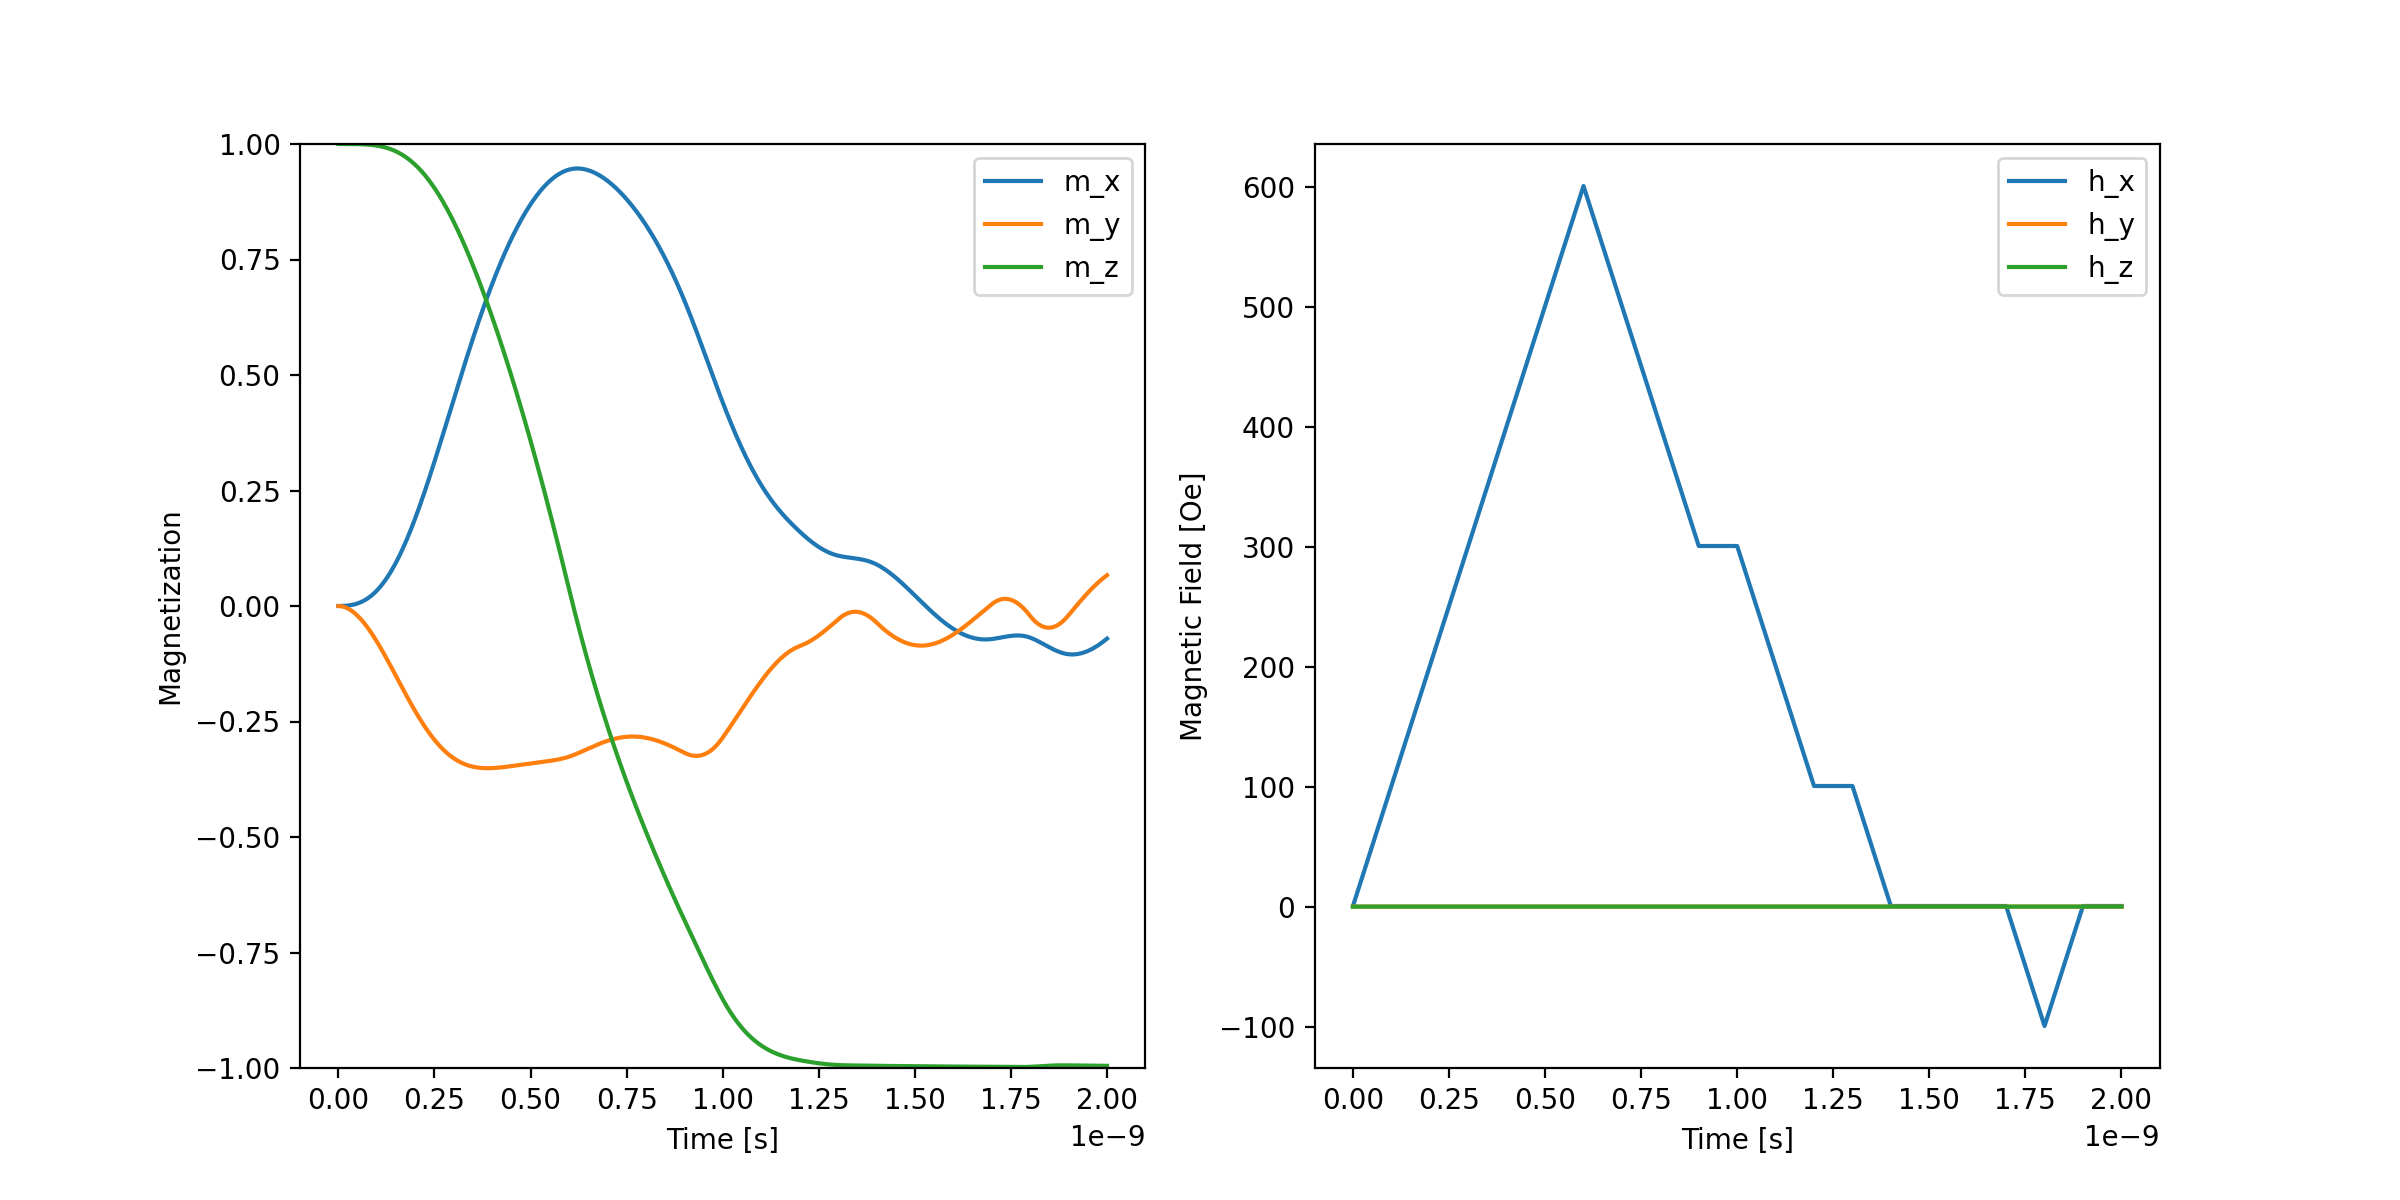 1.00
0.75
0.50
0.25
0.00
−0.25
−0.50
−0.75
−1.00
Magnetization
m_x
m_y
m_z
0.00 0.25 0.50 0.75 1.00 1.25 1.50 1.75 2.00
Time [s]
1e−9
600
500
400
300
200
100
0
−100
Magnetic Field [Oe]
h_x
h_y
h_z
0.00 0.25 0.50 0.75 1.00 1.25 1.50 1.75 2.00
Time [s]
1e−9